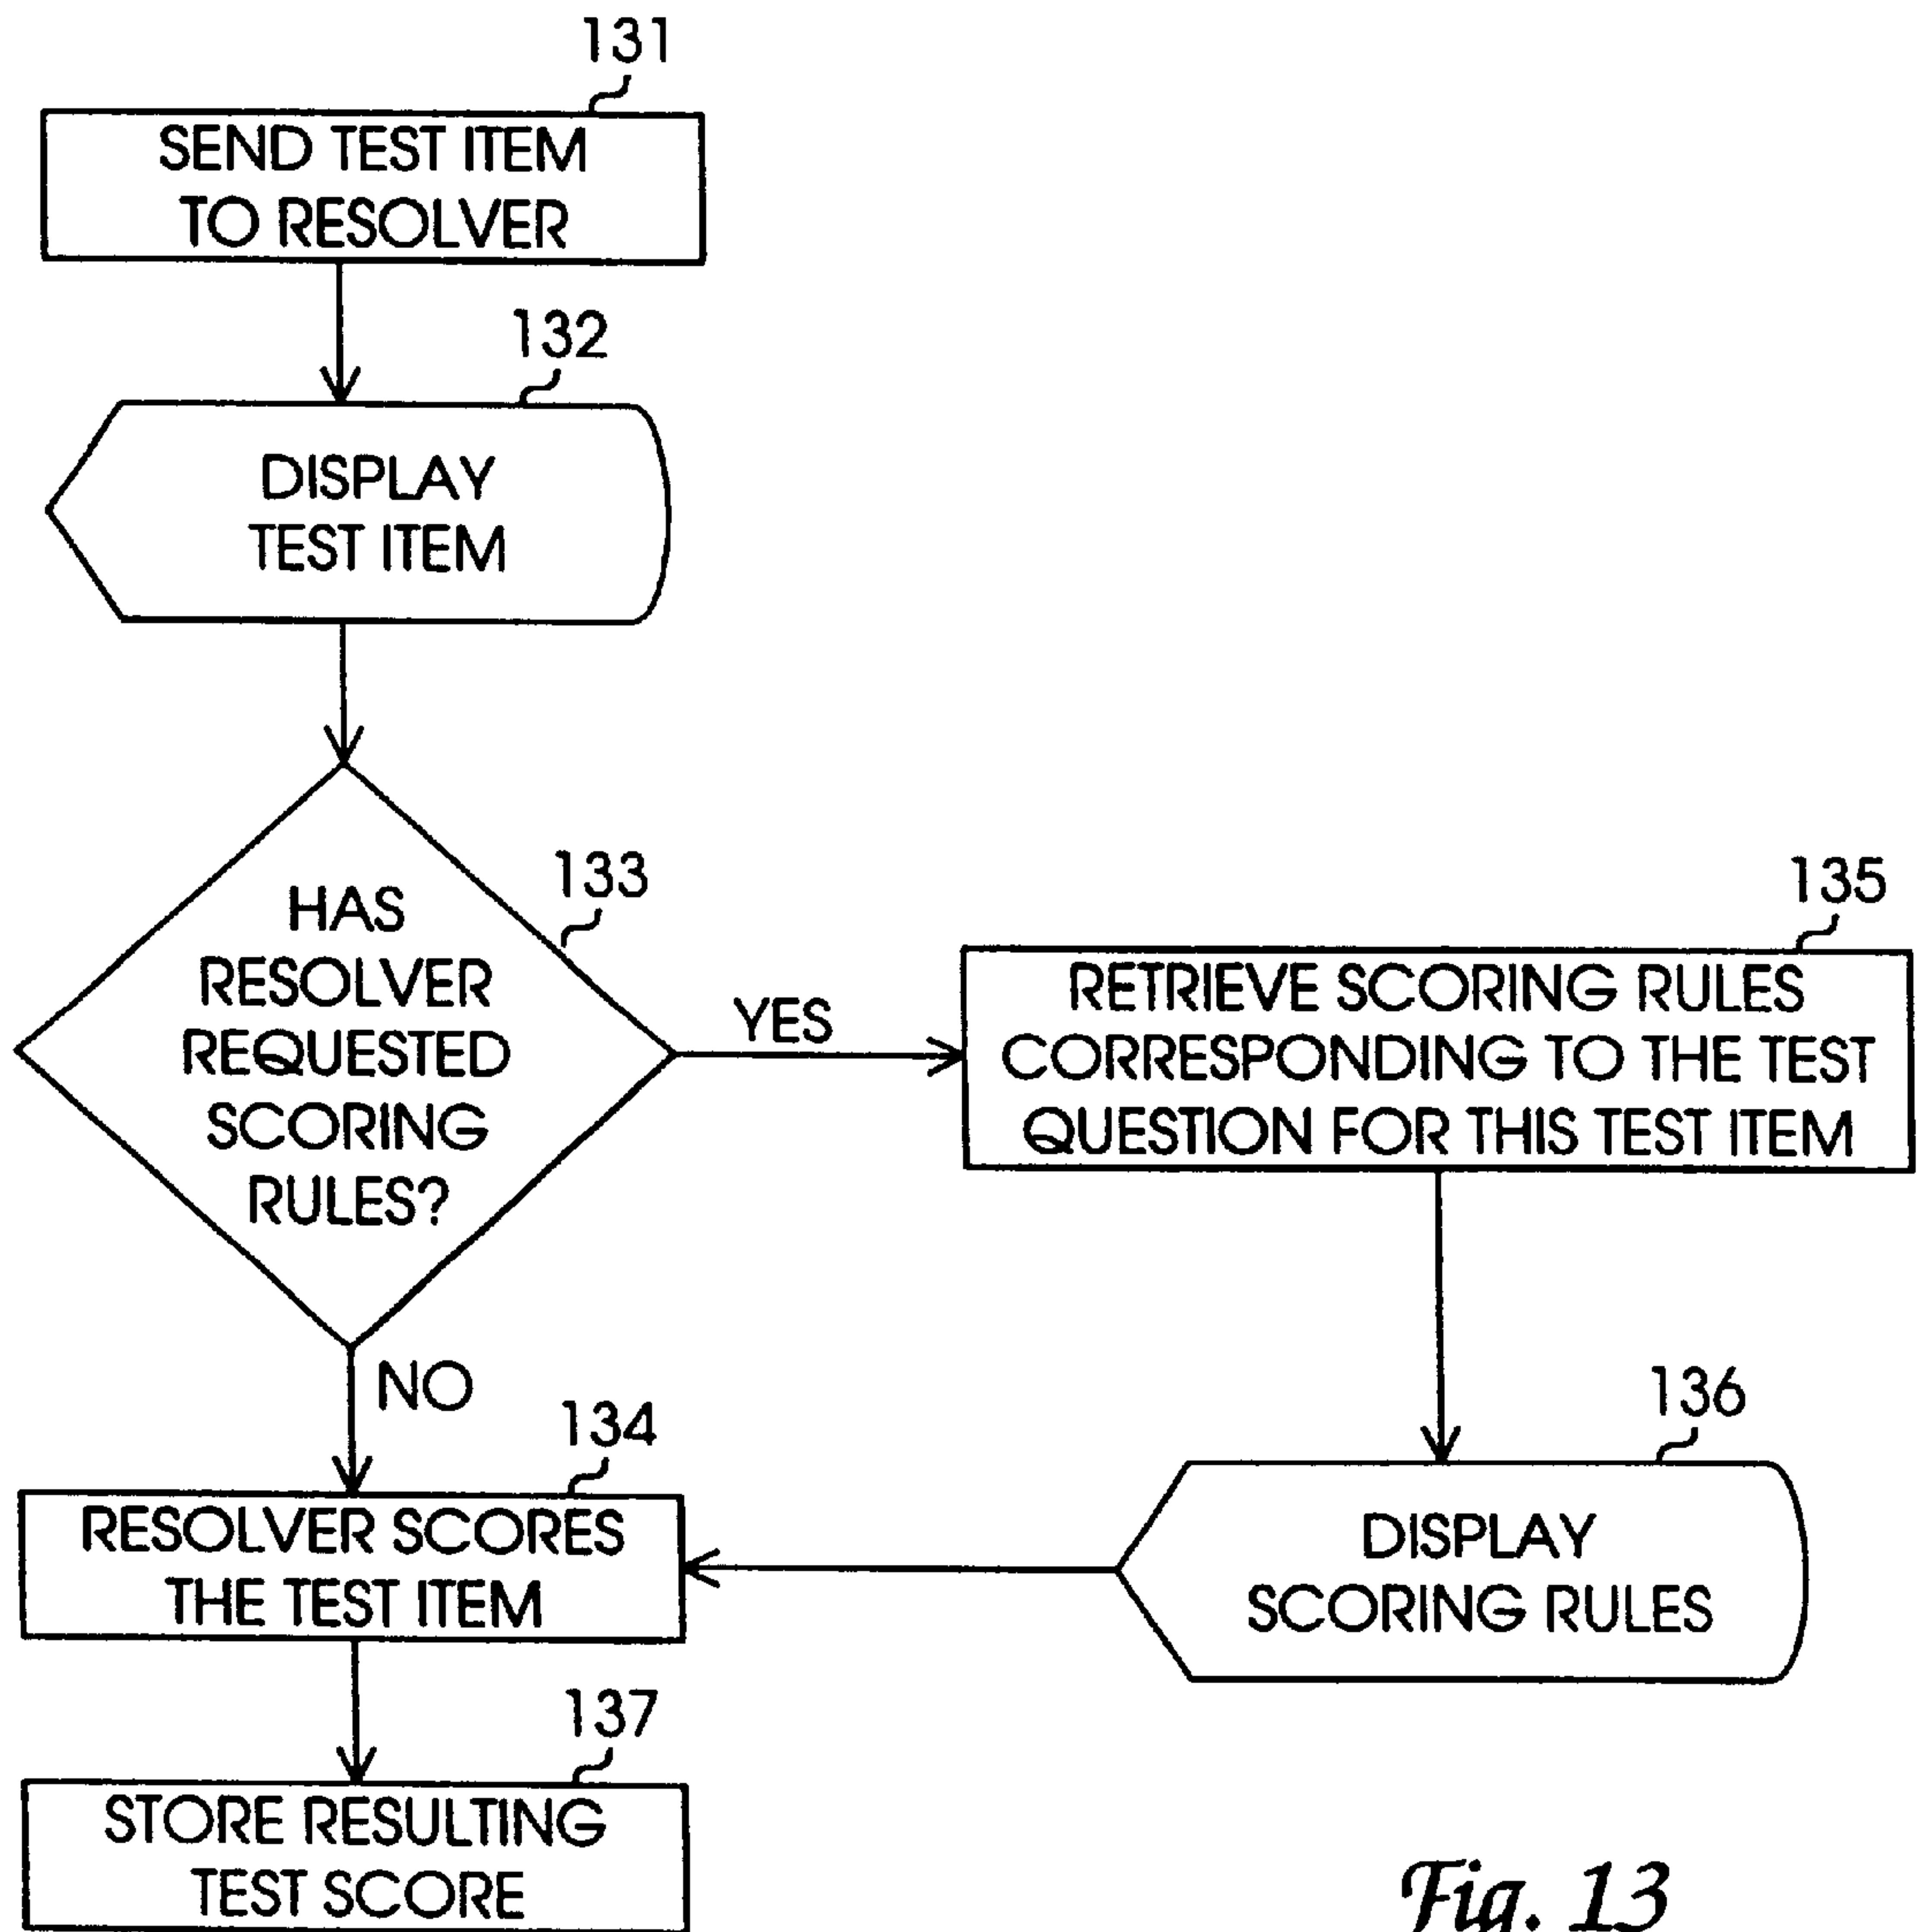 131
SEND TEST ITEM
TO RESOLVER
132
DISPLAY
TEST ITEM
133
HAS
RESOLVER
REQUESTED
SCORING
RULES?
YES
135
RETRIEVE SCORING RULES
CORRESPONDING TO THE TEST
QUESTION FOR THIS TEST ITEM
NO
134
RESOLVER SCORES
THE TEST ITEM
136
DISPLAY
SCORING RULES
137
STORE RESULTING
TEST SCORE
Fig. 13